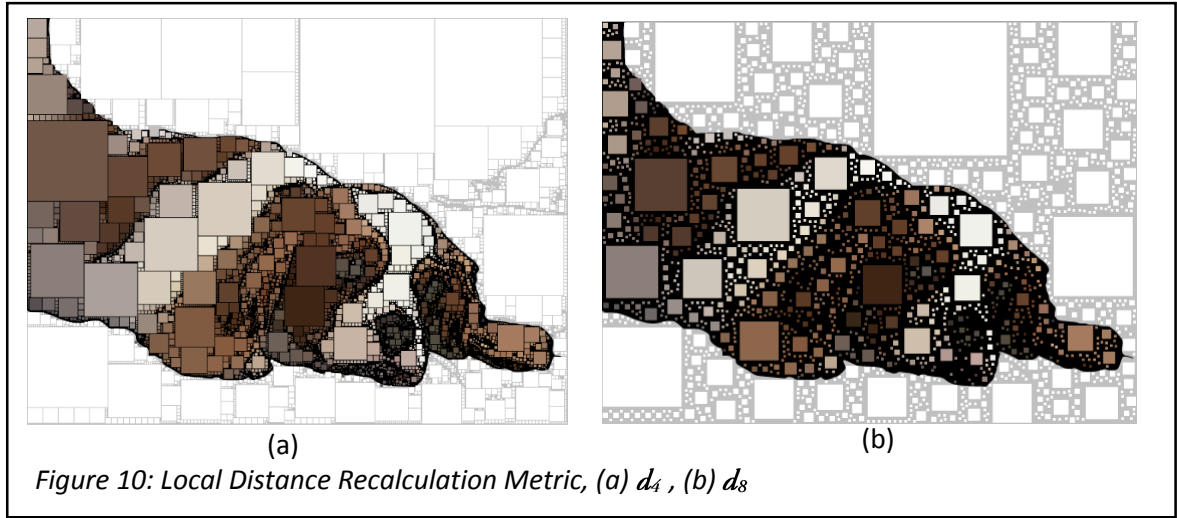 (a)
(b)
Figure 10: Local Distance Recalculation Metric, (a) d₄ , (b) d₈